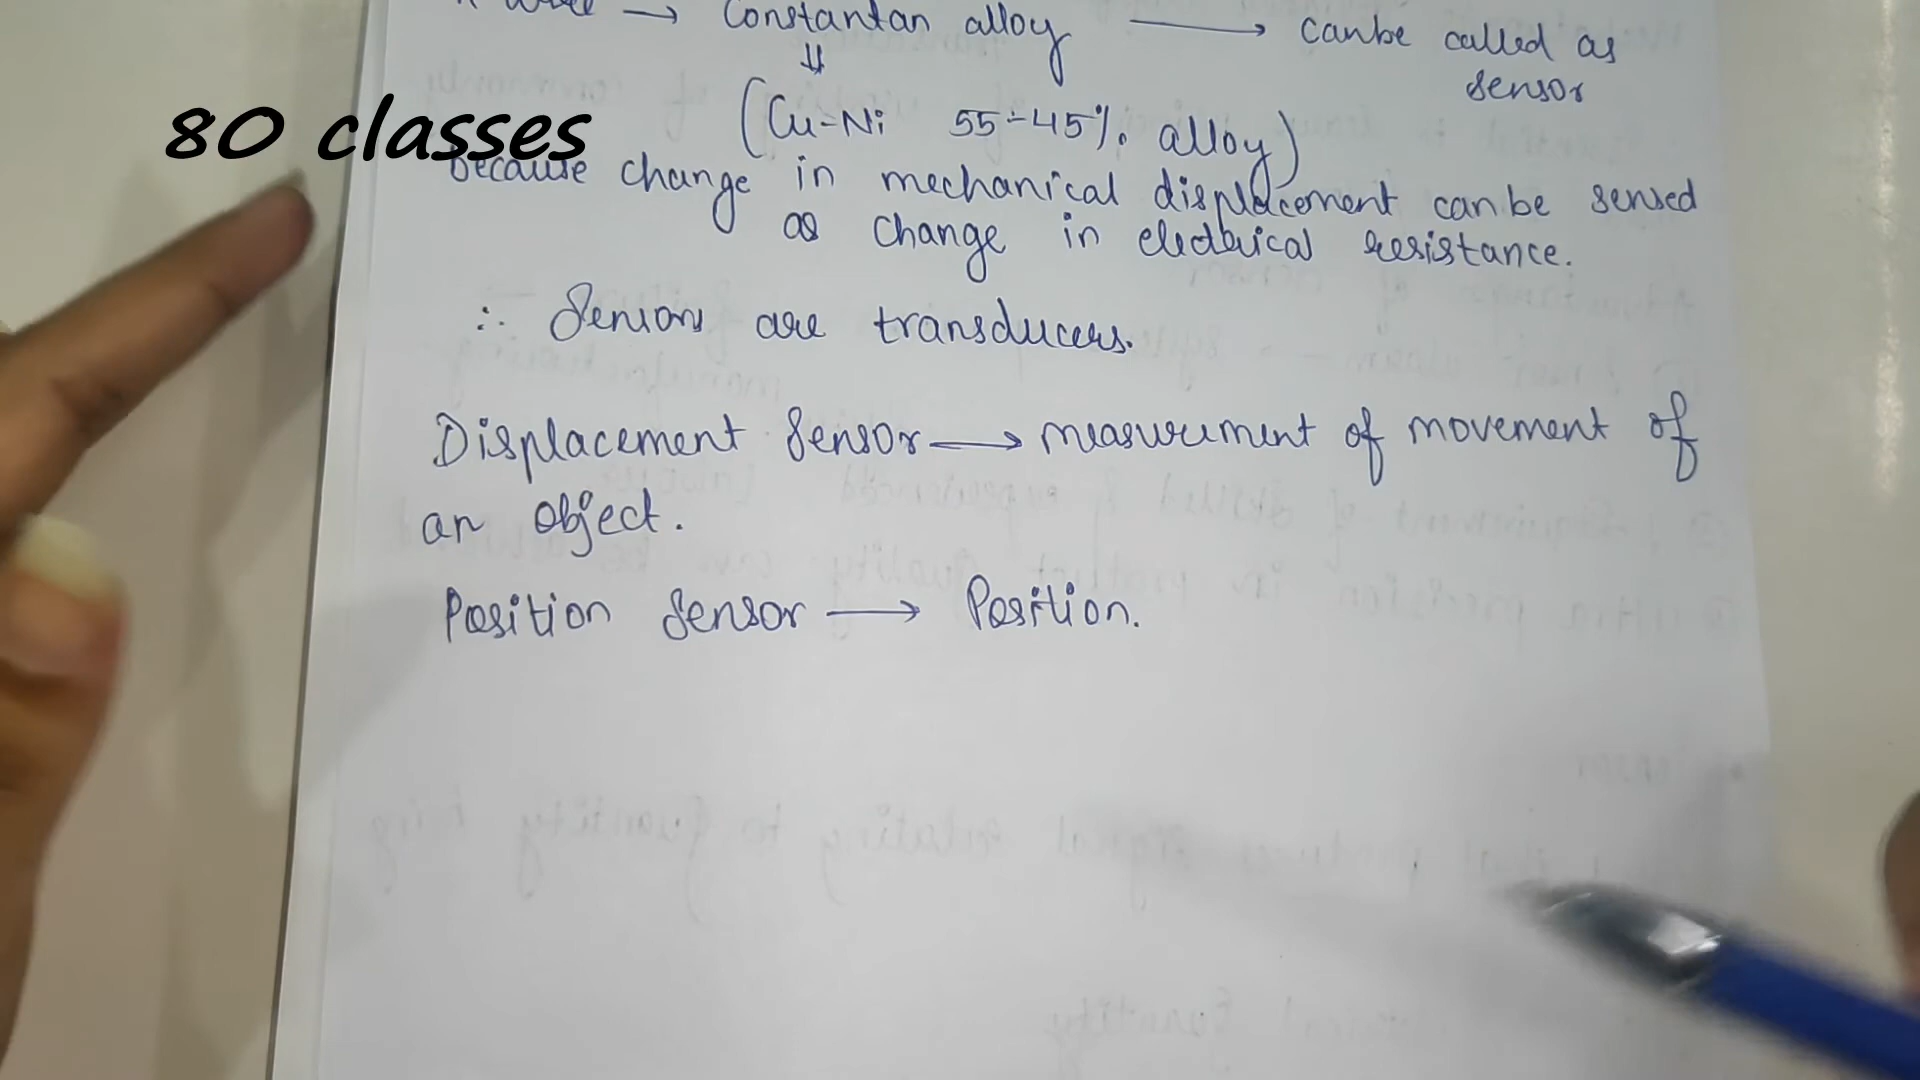 A wire → Constantan alloy → canbe called as
⇓ sensor
80 classes
(Cu-Ni 55-45% alloy)
because change in mechanical displacement can be sensed
as change in electrical resistance.
∴ Sensors are transducers.
Displacement Sensor → measurement of movement of
an object.
Position Sensor → Position.